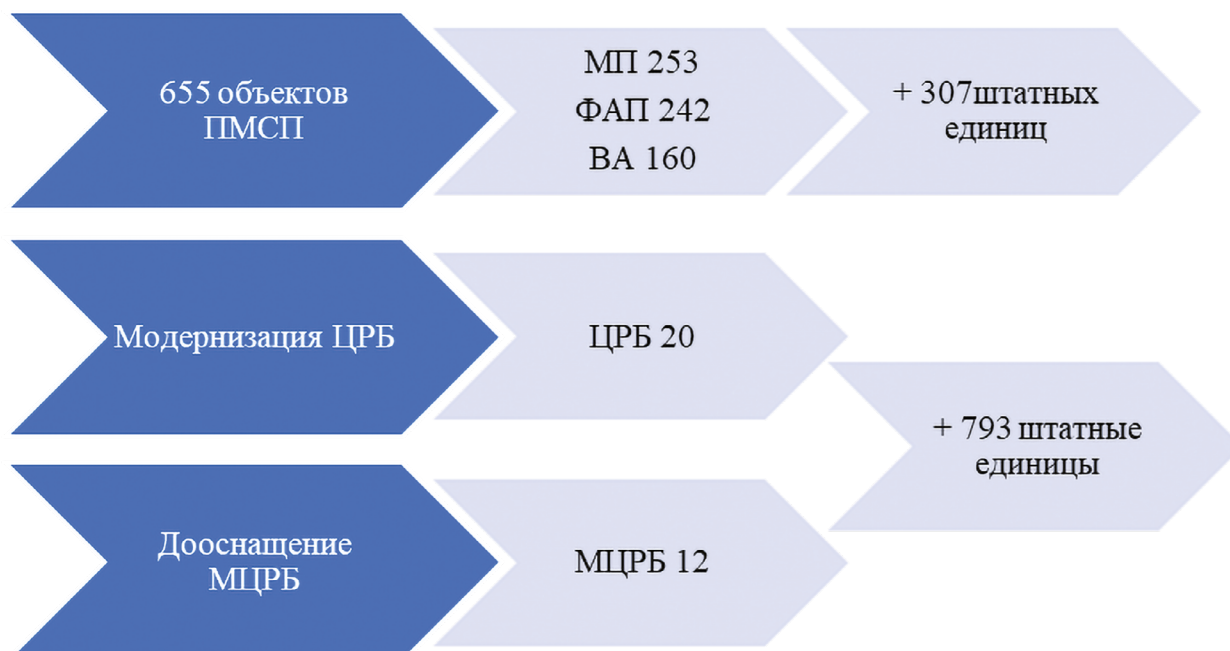 655 объектов
ПМСП
МП 253
ФАП 242
ВА 160
+ 307штатных
единиц
Модернизация ЦРБ
ЦРБ 20
+ 793 штатные
единицы
Дооснащение
МЦРБ
МЦРБ 12